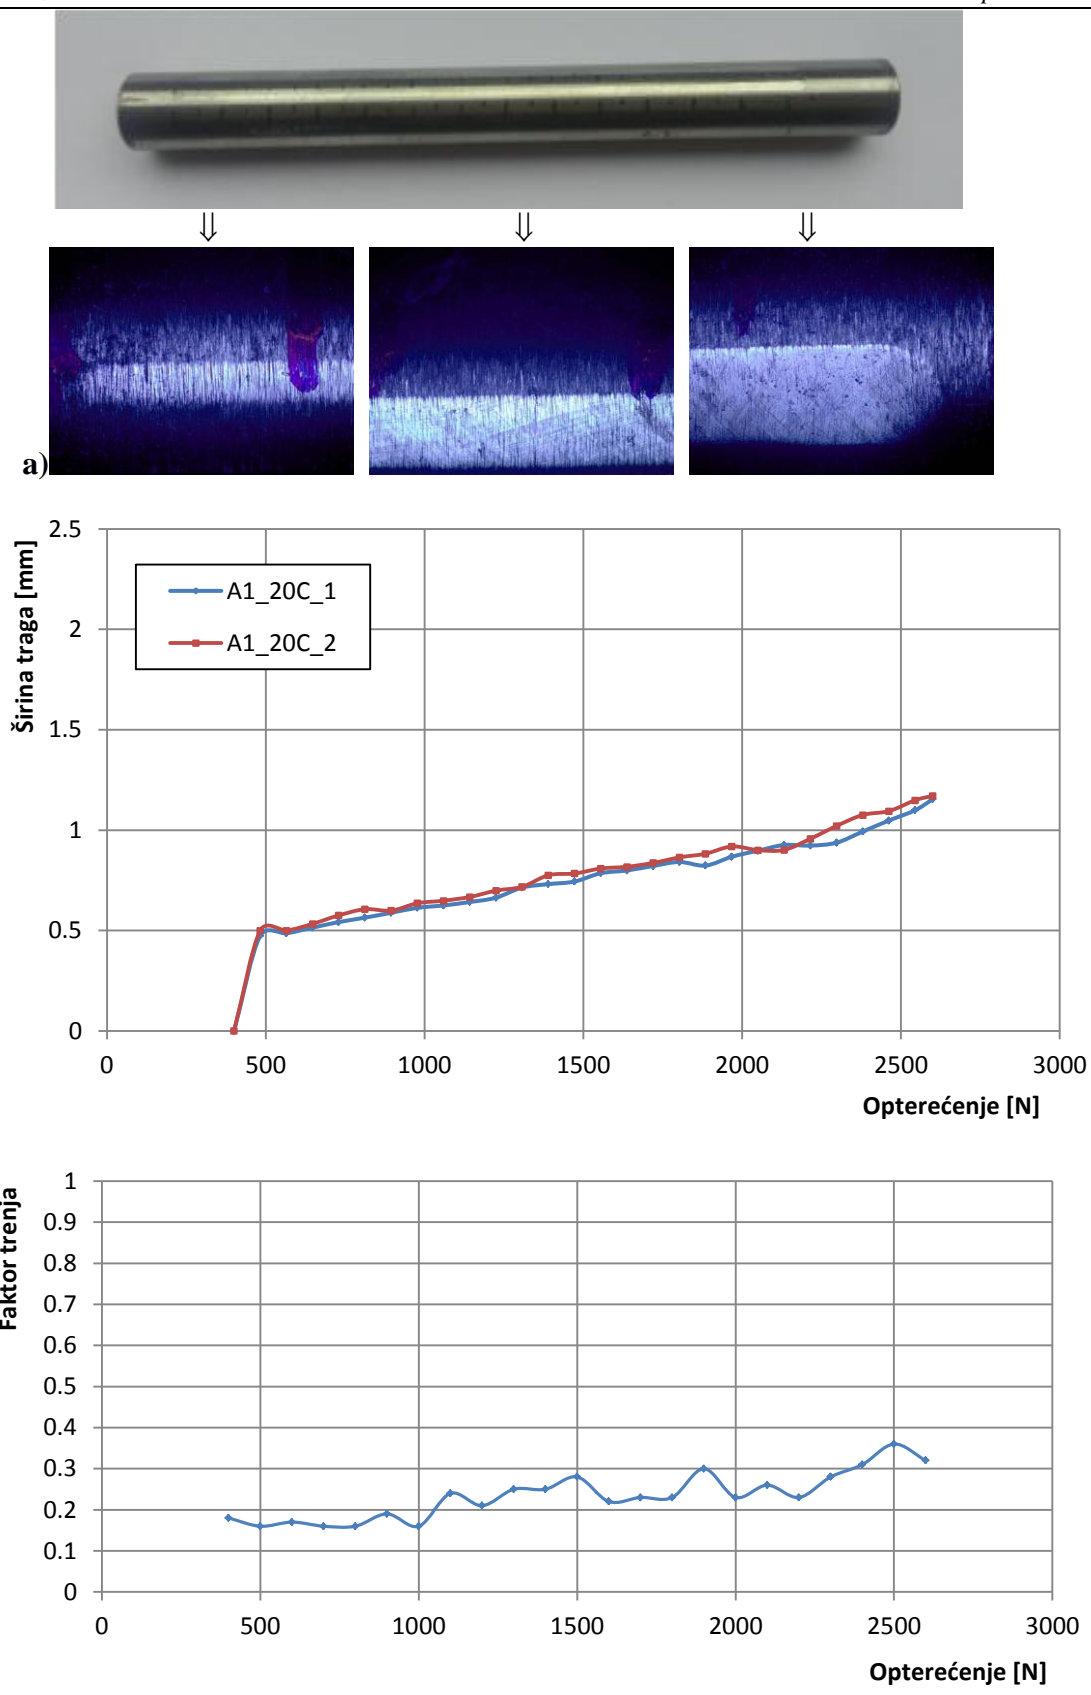 ⇓ ⇓ ⇓
a)
2.5
2
1.5
1
0.5
0
Širina traga [mm]
A1_20C_1
A1_20C_2
0 500 1000 1500 2000 2500 3000
Opterećenje [N]
1
0.9
0.8
0.7
0.6
0.5
0.4
0.3
0.2
0.1
0
Faktor trenja
0 500 1000 1500 2000 2500 3000
Opterećenje [N]